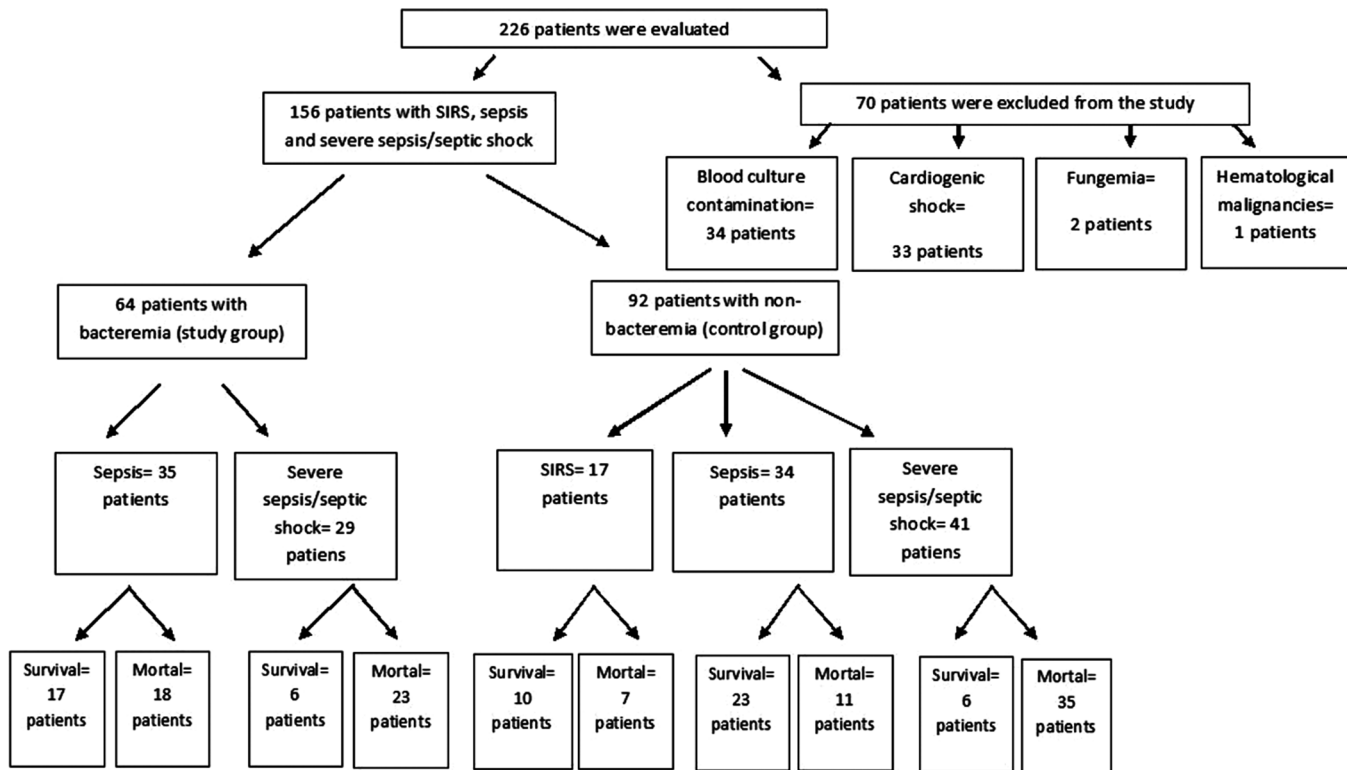 226 patients were evaluated
156 patients with SIRS, sepsis
and severe sepsis/septic shock
70 patients were excluded from the study
Blood culture
contamination=
34 patients
Cardiogenic
shock=
33 patients
Fungemia=
2 patients
Hematological
malignancies=
1 patients
64 patients with
bacteremia (study group)
92 patients with non-
bacteremia (control group)
Sepsis= 35
patients
Severe
sepsis/septic
shock= 29
patiens
SIRS= 17
patients
Sepsis= 34
patients
Severe
sepsis/septic
shock= 41
patiens
Survival=
17
patients
Mortal=
18
patients
Survival=
6
patients
Mortal=
23
patients
Survival=
10
patients
Mortal=
7
patients
Survival=
23
patients
Mortal=
11
patients
Survival=
6
patients
Mortal=
35
patients